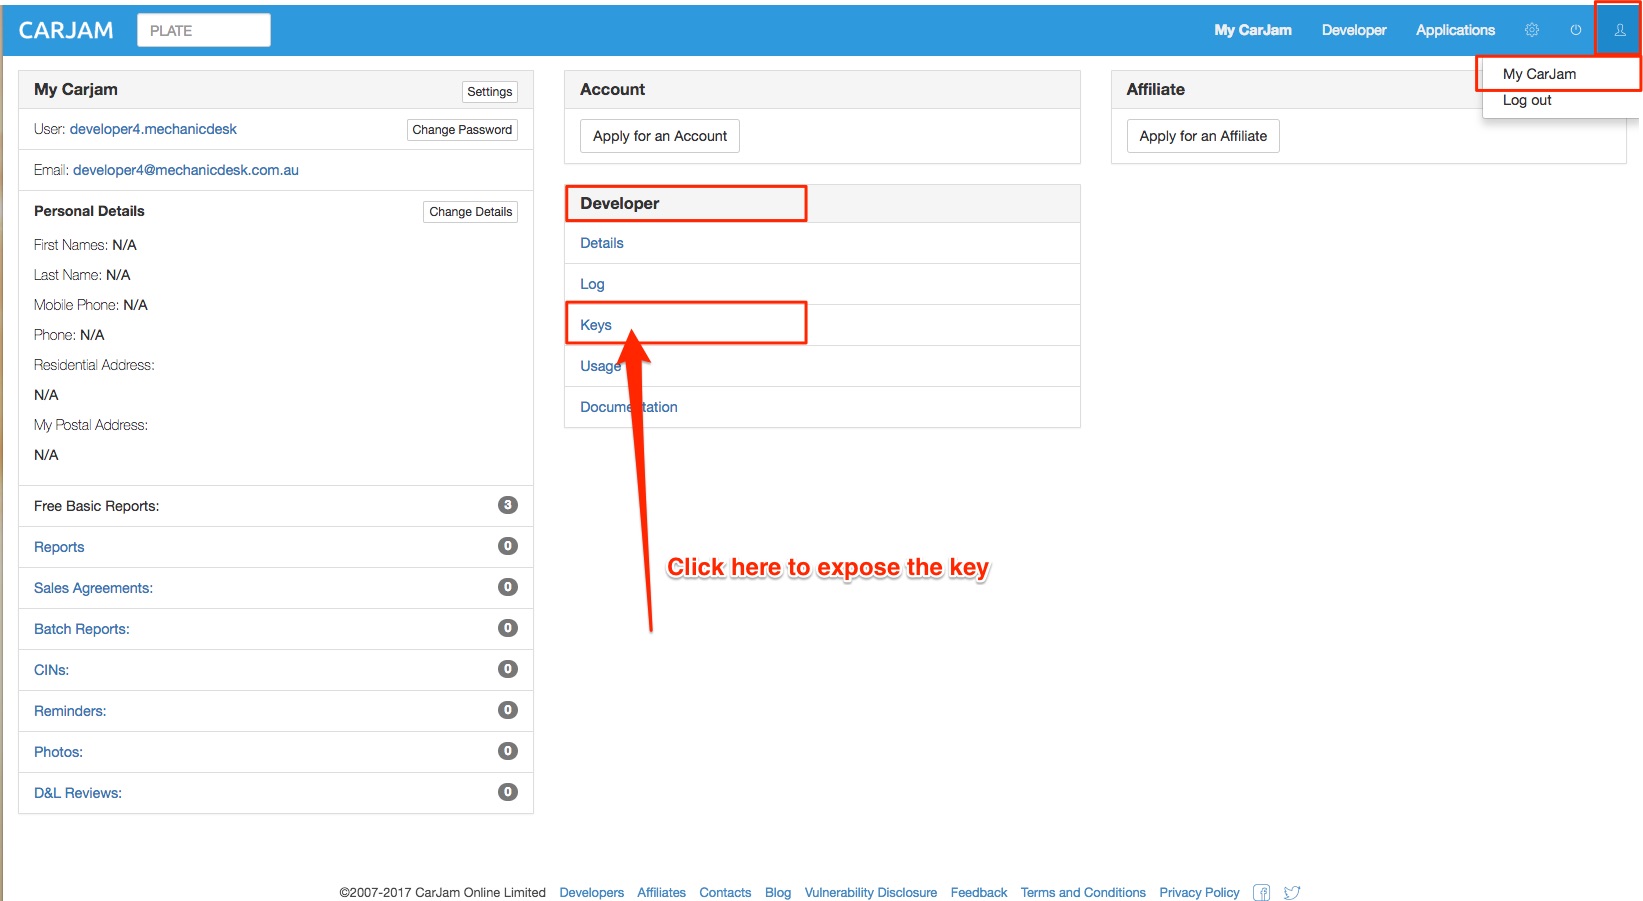 CARJAM
PLATE
My CarJam
Developer
Applications
My CarJam
Log out
My Carjam
Settings
User: developer4.mechanicdesk
Change Password
Email: developer4@mechanicdesk.com.au
Personal Details
Change Details
First Names: N/A
Last Name: N/A
Mobile Phone: N/A
Phone: N/A
Residential Address:
N/A
My Postal Address:
N/A
Free Basic Reports: 3
Reports 0
Sales Agreements: 0
Batch Reports: 0
CINs: 0
Reminders: 0
Photos: 0
D&L Reviews: 0
Account
Apply for an Account
Developer
Details
Log
Keys
Usage
Documentation
Click here to expose the key
Affiliate
Apply for an Affiliate
©2007-2017 CarJam Online Limited Developers Affiliates Contacts Blog Vulnerability Disclosure Feedback Terms and Conditions Privacy Policy